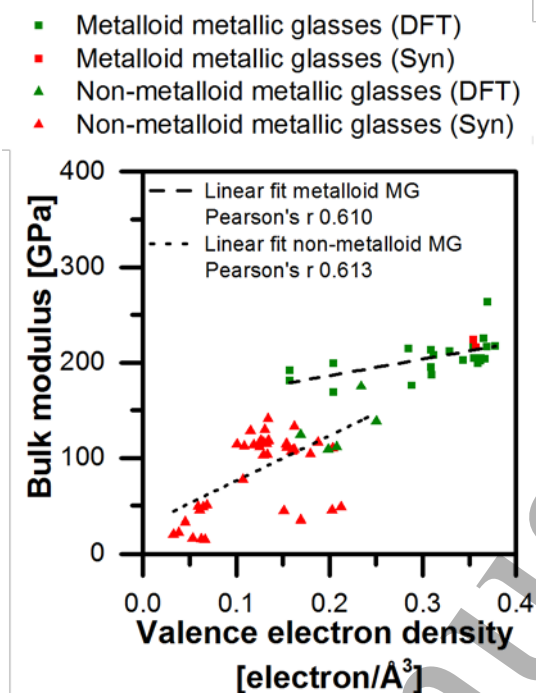 Metalloid metallic glasses (DFT)
Metalloid metallic glasses (Syn)
Non-metalloid metallic glasses (DFT)
Non-metalloid metallic glasses (Syn)
400
Linear fit metalloid MG
Pearson's r 0.610
Linear fit non-metalloid MG
Pearson's r 0.613
300
200
100
0
Bulk modulus [GPa]
0.0 0.1 0.2 0.3 0.4
Valence electron density
[electron/Å³]